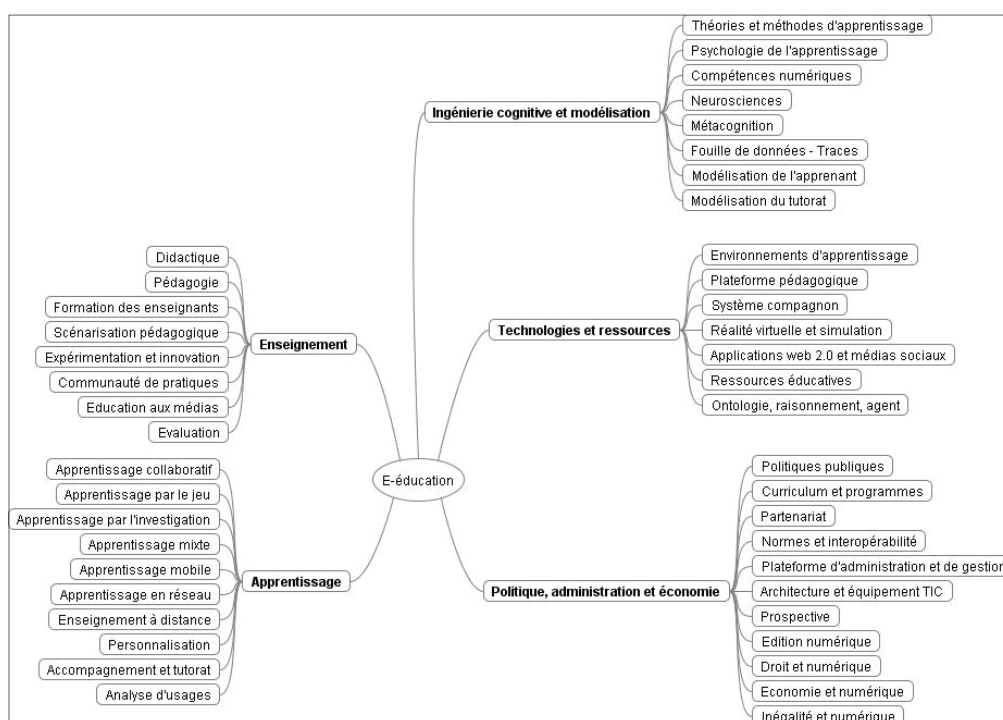 Théories et méthodes d'apprentissage
Psychologie de l'apprentissage
Compétences numériques
Neurosciences
Métacognition
Fouille de données - Traces
Modélisation de l'apprenant
Modélisation du tutorat
Ingénierie cognitive et modélisation
Environnements d'apprentissage
Plateforme pédagogique
Système compagnon
Réalité virtuelle et simulation
Applications web 2.0 et médias sociaux
Ressources éducatives
Ontologie, raisonnement, agent
Technologies et ressources
Didactique
Pédagogie
Formation des enseignants
Scénarisation pédagogique
Expérimentation et innovation
Communauté de pratiques
Education aux médias
Evaluation
Enseignement
E-éducation
Apprentissage collaboratif
Apprentissage par le jeu
Apprentissage par l'investigation
Apprentissage mixte
Apprentissage mobile
Apprentissage en réseau
Enseignement à distance
Personnalisation
Accompagnement et tutorat
Analyse d'usages
Apprentissage
Politique, administration et économie
Politiques publiques
Curriculum et programmes
Partenariat
Normes et interopérabilité
Plateforme d'administration et de gestion
Architecture et équipement TIC
Prospective
Edition numérique
Droit et numérique
Economie et numérique
Inégalité et numérique